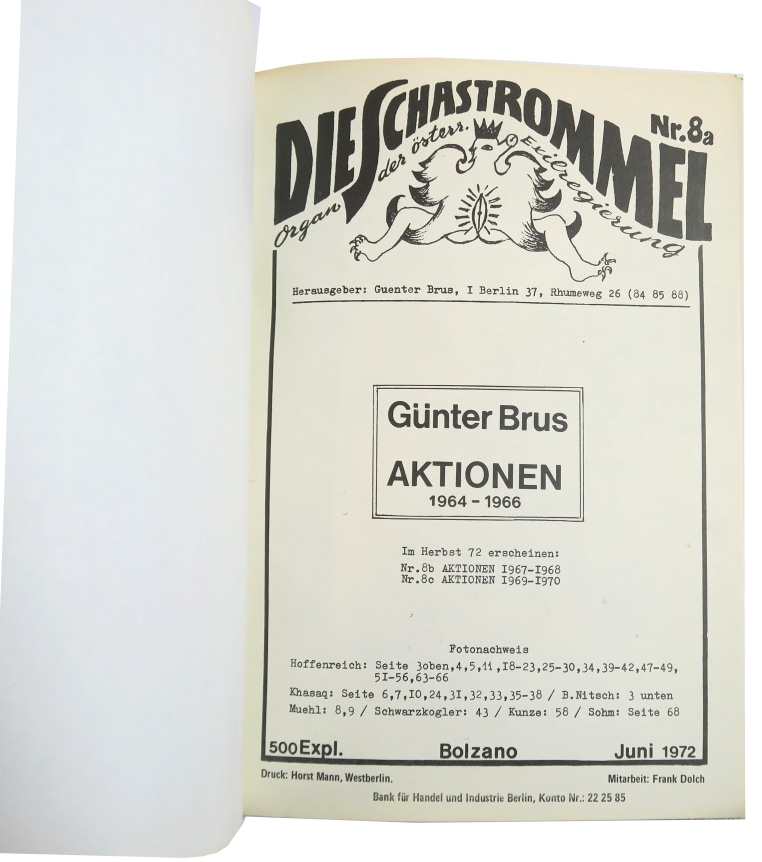 DIE SCHASTROMMEL
Nr.8a
Organ der österr. Exilregierung
Herausgeber: Guenter Brus, I Berlin 37, Rhumeweg 26 (84 85 88)
Günter Brus
AKTIONEN
1964 – 1966
Im Herbst 72 erscheinen:
Nr.8b AKTIONEN I967-I968
Nr.8c AKTIONEN I969-I970
Fotonachweis
Hoffenreich: Seite 3oben,4,5,11,I8-23,25-30,34,39-42,47-49,
5I-56,63-66
Khasaq: Seite 6,7,IO,24,3I,32,33,35-38 / B.Nitsch: 3 unten
Muehl: 8,9 / Schwarzkogler: 43 / Kunze: 58 / Sohm: Seite 68
500 Expl. Bolzano Juni 1972
Druck: Horst Mann, Westberlin. Mitarbeit: Frank Dolch
Bank für Handel und Industrie Berlin, Konto Nr.: 22 25 85